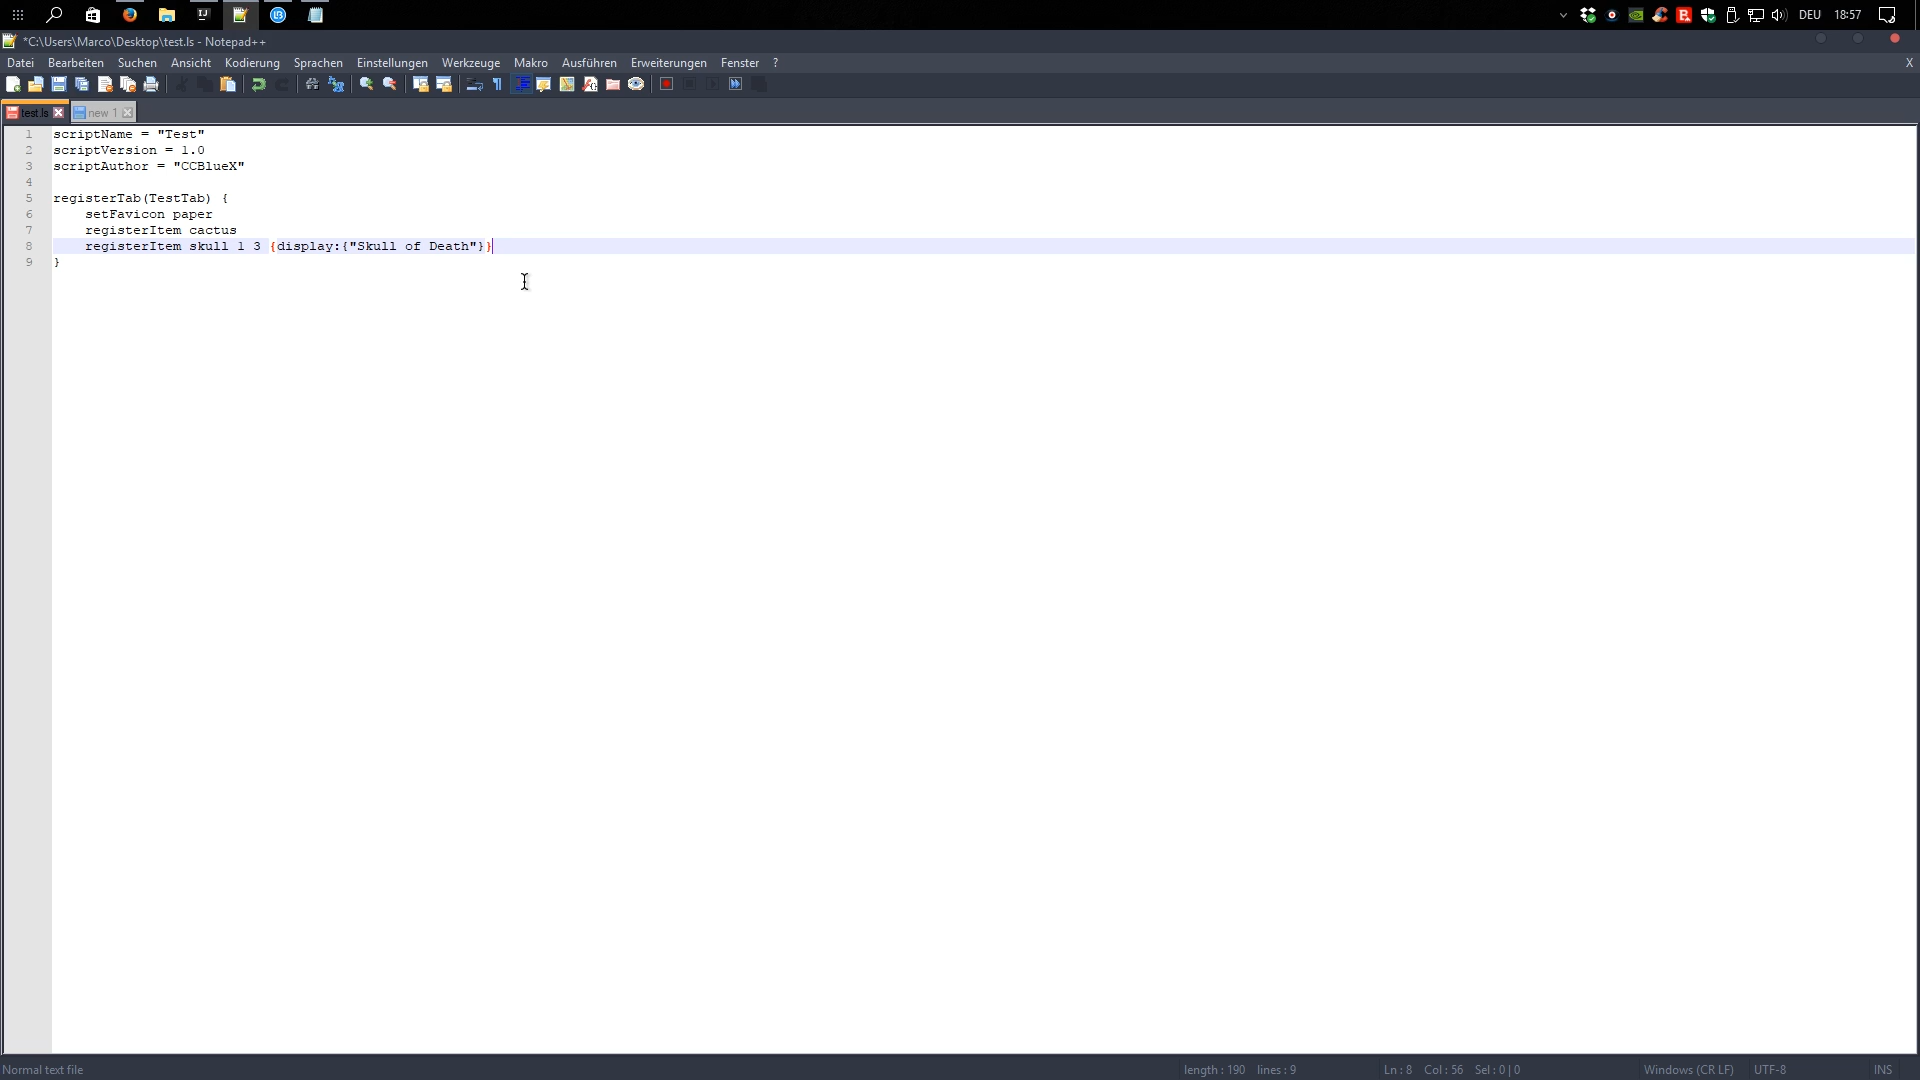 DEU 18:57
*C:\Users\Marco\Desktop\test.ls - Notepad++
Datei Bearbeiten Suchen Ansicht Kodierung Sprachen Einstellungen Werkzeuge Makro Ausführen Erweiterungen Fenster ? X
test.ls new 1
1 scriptName = "Test"
2 scriptVersion = 1.0
3 scriptAuthor = "CCBlueX"
4
5 registerTab(TestTab) {
6 setFavicon paper
7 registerItem cactus
8 registerItem skull 1 3 {display:{"Skull of Death"}}
9 }
Normal text file length : 190 lines : 9 Ln : 8 Col : 56 Sel : 0 | 0 Windows (CR LF) UTF-8 INS